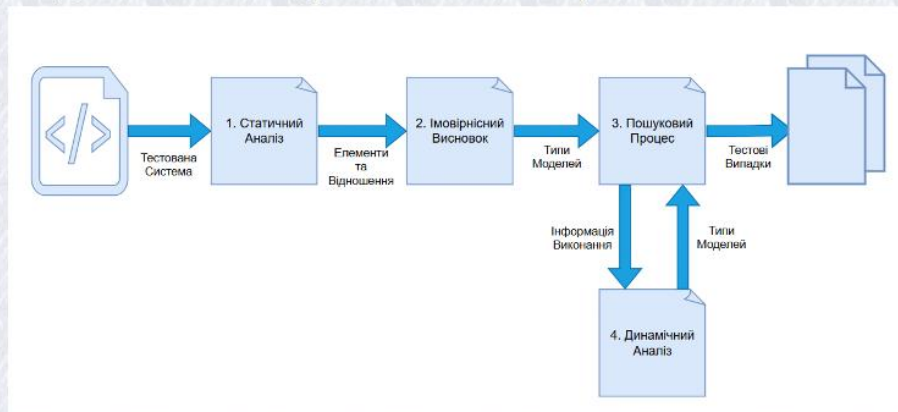 </>
Тестована
Система
1. Статичний
Аналіз
Елементи
та
Відношення
2. Імовірнісний
Висновок
Типи
Моделей
3. Пошуковий
Процес
Тестові
Випадки
Інформація
Виконання
Типи
Моделей
4. Динамічний
Аналіз